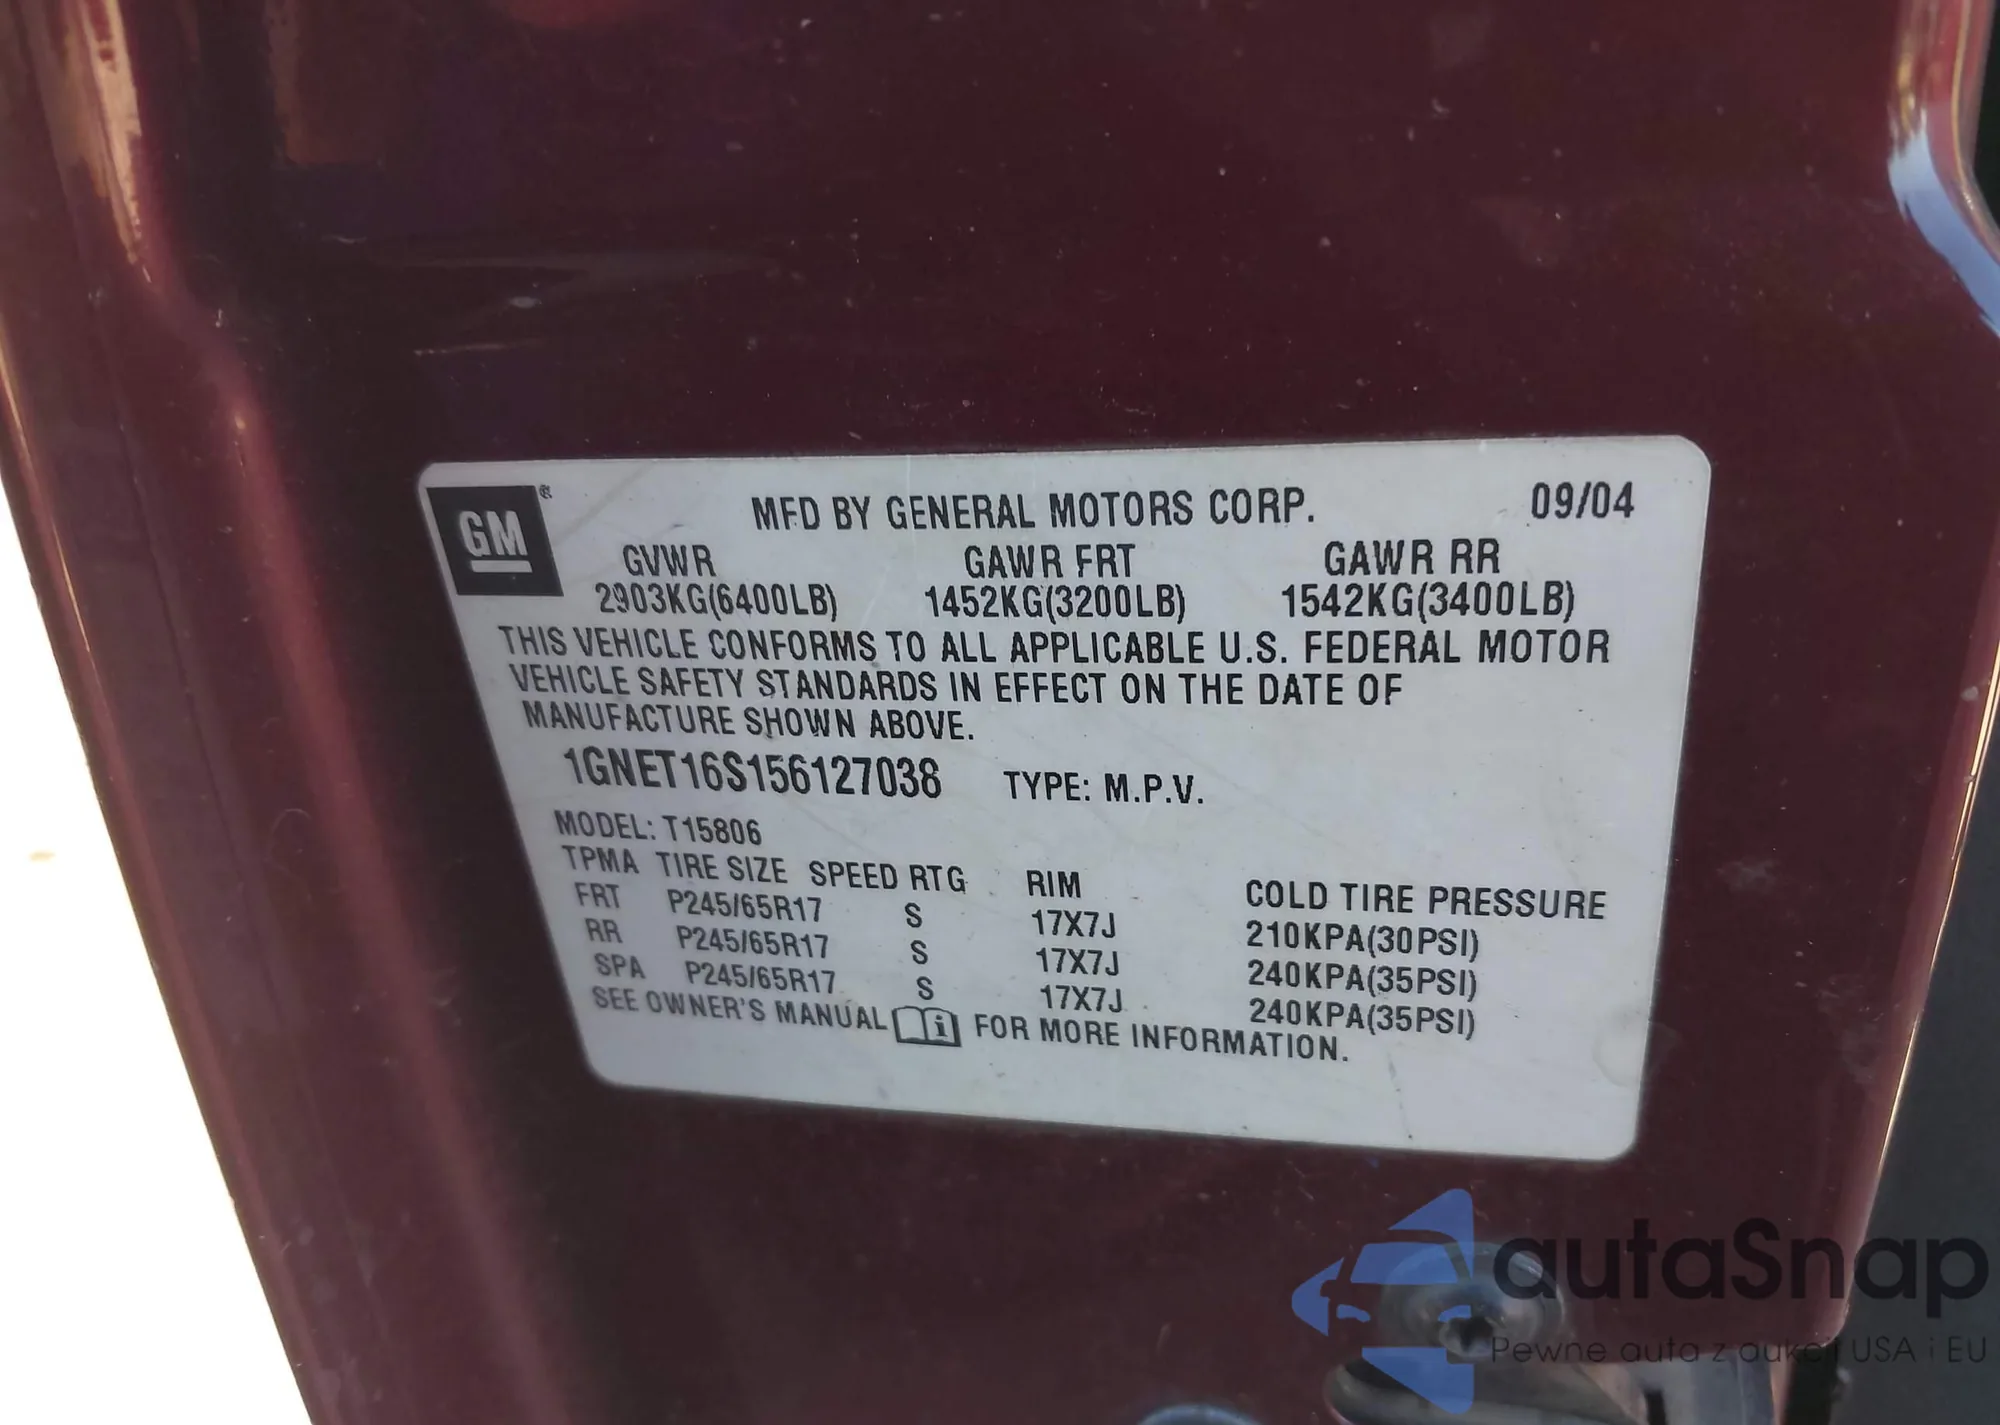 GM®
MFD BY GENERAL MOTORS CORP. 09/04
GVWR GAWR FRT GAWR RR
2903KG(6400LB) 1452KG(3200LB) 1542KG(3400LB)
THIS VEHICLE CONFORMS TO ALL APPLICABLE U.S. FEDERAL MOTOR
VEHICLE SAFETY STANDARDS IN EFFECT ON THE DATE OF
MANUFACTURE SHOWN ABOVE.
1GNET16S156127038 TYPE: M.P.V.
MODEL: T15806
TPMA TIRE SIZE SPEED RTG RIM COLD TIRE PRESSURE
FRT P245/65R17 S 17X7J 210KPA(30PSI)
RR P245/65R17 S 17X7J 240KPA(35PSI)
SPA P245/65R17 S 17X7J 240KPA(35PSI)
SEE OWNER'S MANUAL FOR MORE INFORMATION.
autaSnap
Pewne auta z aukcji USA i EU